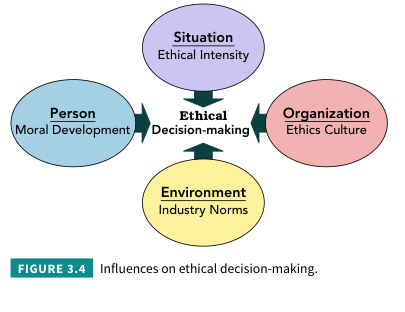 Situation
Ethical Intensity
Person
Moral Development
Ethical
Decision-making
Organization
Ethics Culture
Environment
Industry Norms
FIGURE 3.4 Influences on ethical decision-making.